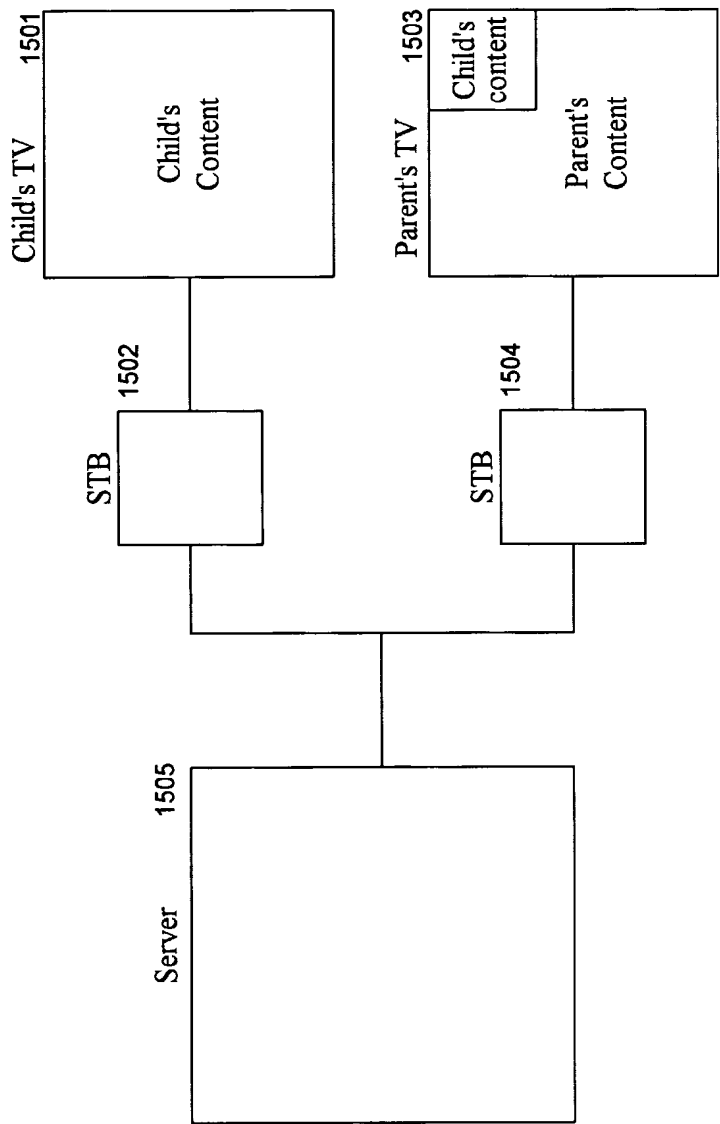 Server
1505
STB
1502
STB
1504
Child's TV
1501
Child's
Content
Parent's TV
1503
Child's
content
Parent's
Content